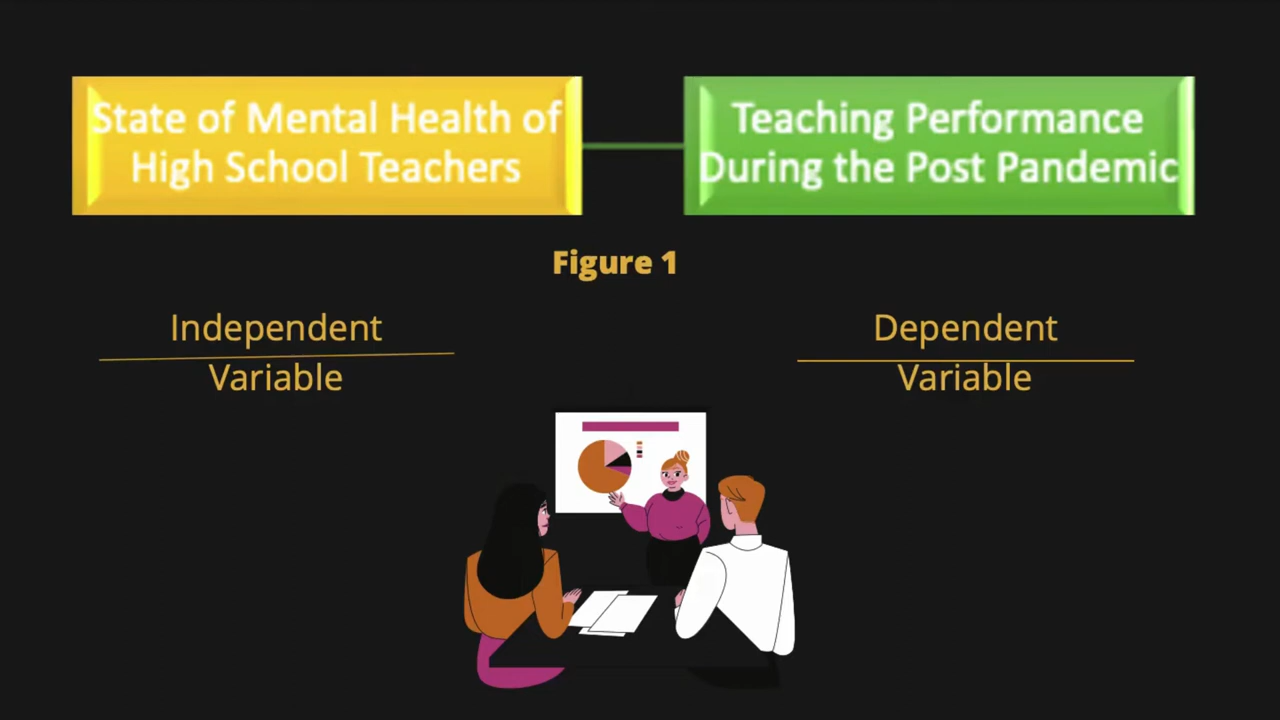 State of Mental Health of
High School Teachers
Teaching Performance
During the Post Pandemic
Figure 1
Independent
Variable
Dependent
Variable